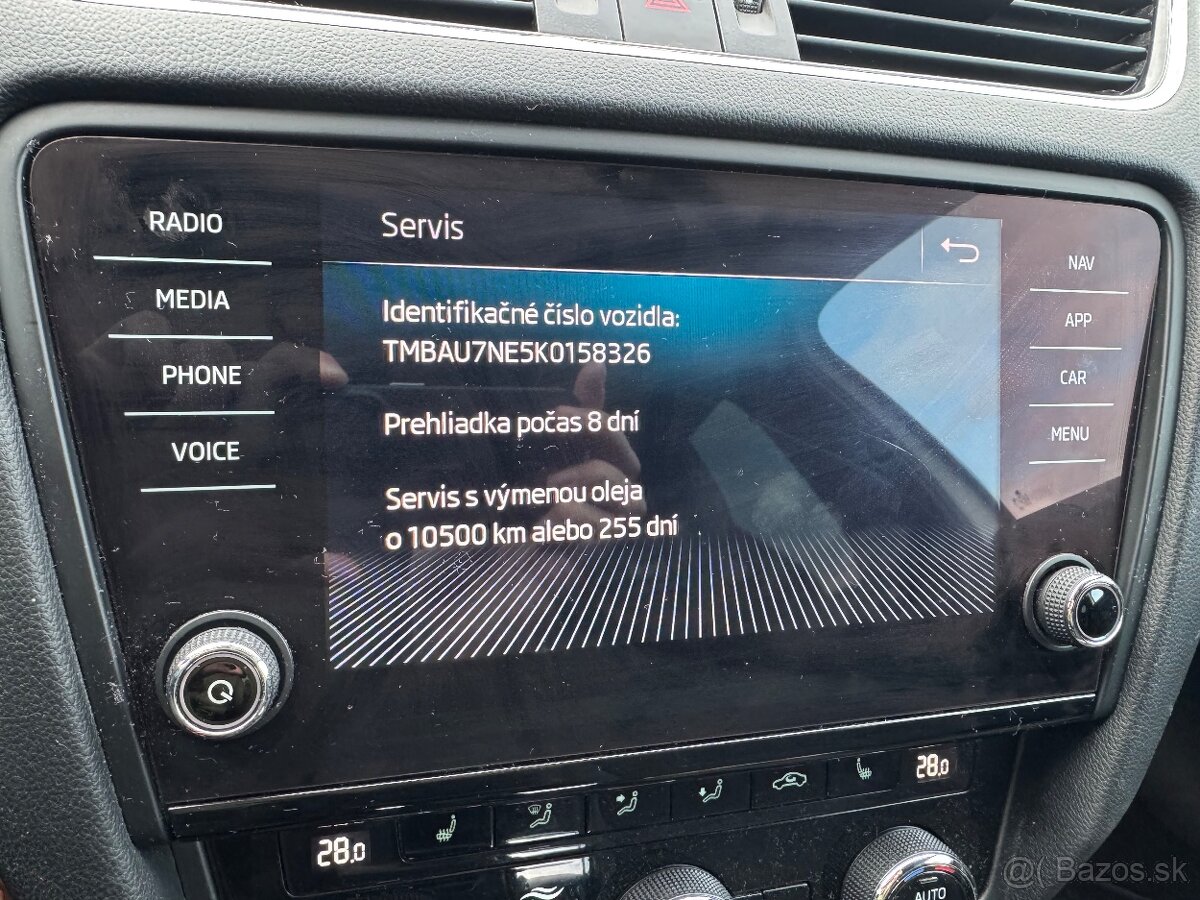 RADIO
MEDIA
PHONE
VOICE
Servis
Identifikačné číslo vozidla:
TMBAU7NE5K0158326
Prehliadka počas 8 dní
Servis s výmenou oleja
o 10500 km alebo 255 dní
NAV
APP
CAR
MENU
28.0
28.0
AUTO
@( Bazos.sk